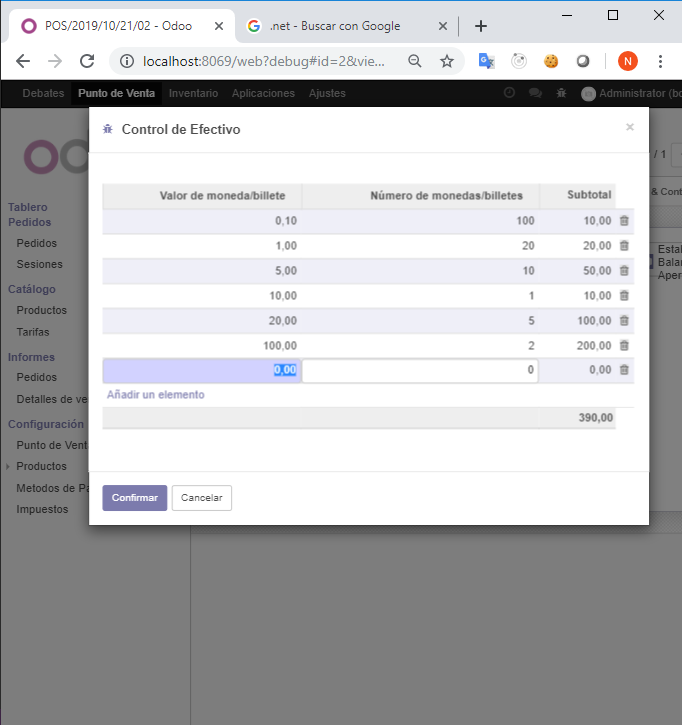 POS/2019/10/21/02 - Odoo
.net - Buscar con Google
localhost:8069/web?debug#id=2&vie...
N
Debates Punto de Venta Inventario Aplicaciones Ajustes Administrator (bo
Control de Efectivo
/ 1
& Cont
Valor de moneda/billete Número de monedas/billetes Subtotal
0,10 100 10,00
1,00 20 20,00
5,00 10 50,00
10,00 1 10,00
20,00 5 100,00
100,00 2 200,00
0,00 0 0,00
Añadir un elemento
390,00
Confirmar Cancelar
Tablero
Pedidos
Pedidos
Sesiones
Catálogo
Productos
Tarifas
Informes
Pedidos
Detalles de ve
Configuración
Punto de Vent
Productos
Metodos de Pa
Impuestos
Estal
Balar
Aper